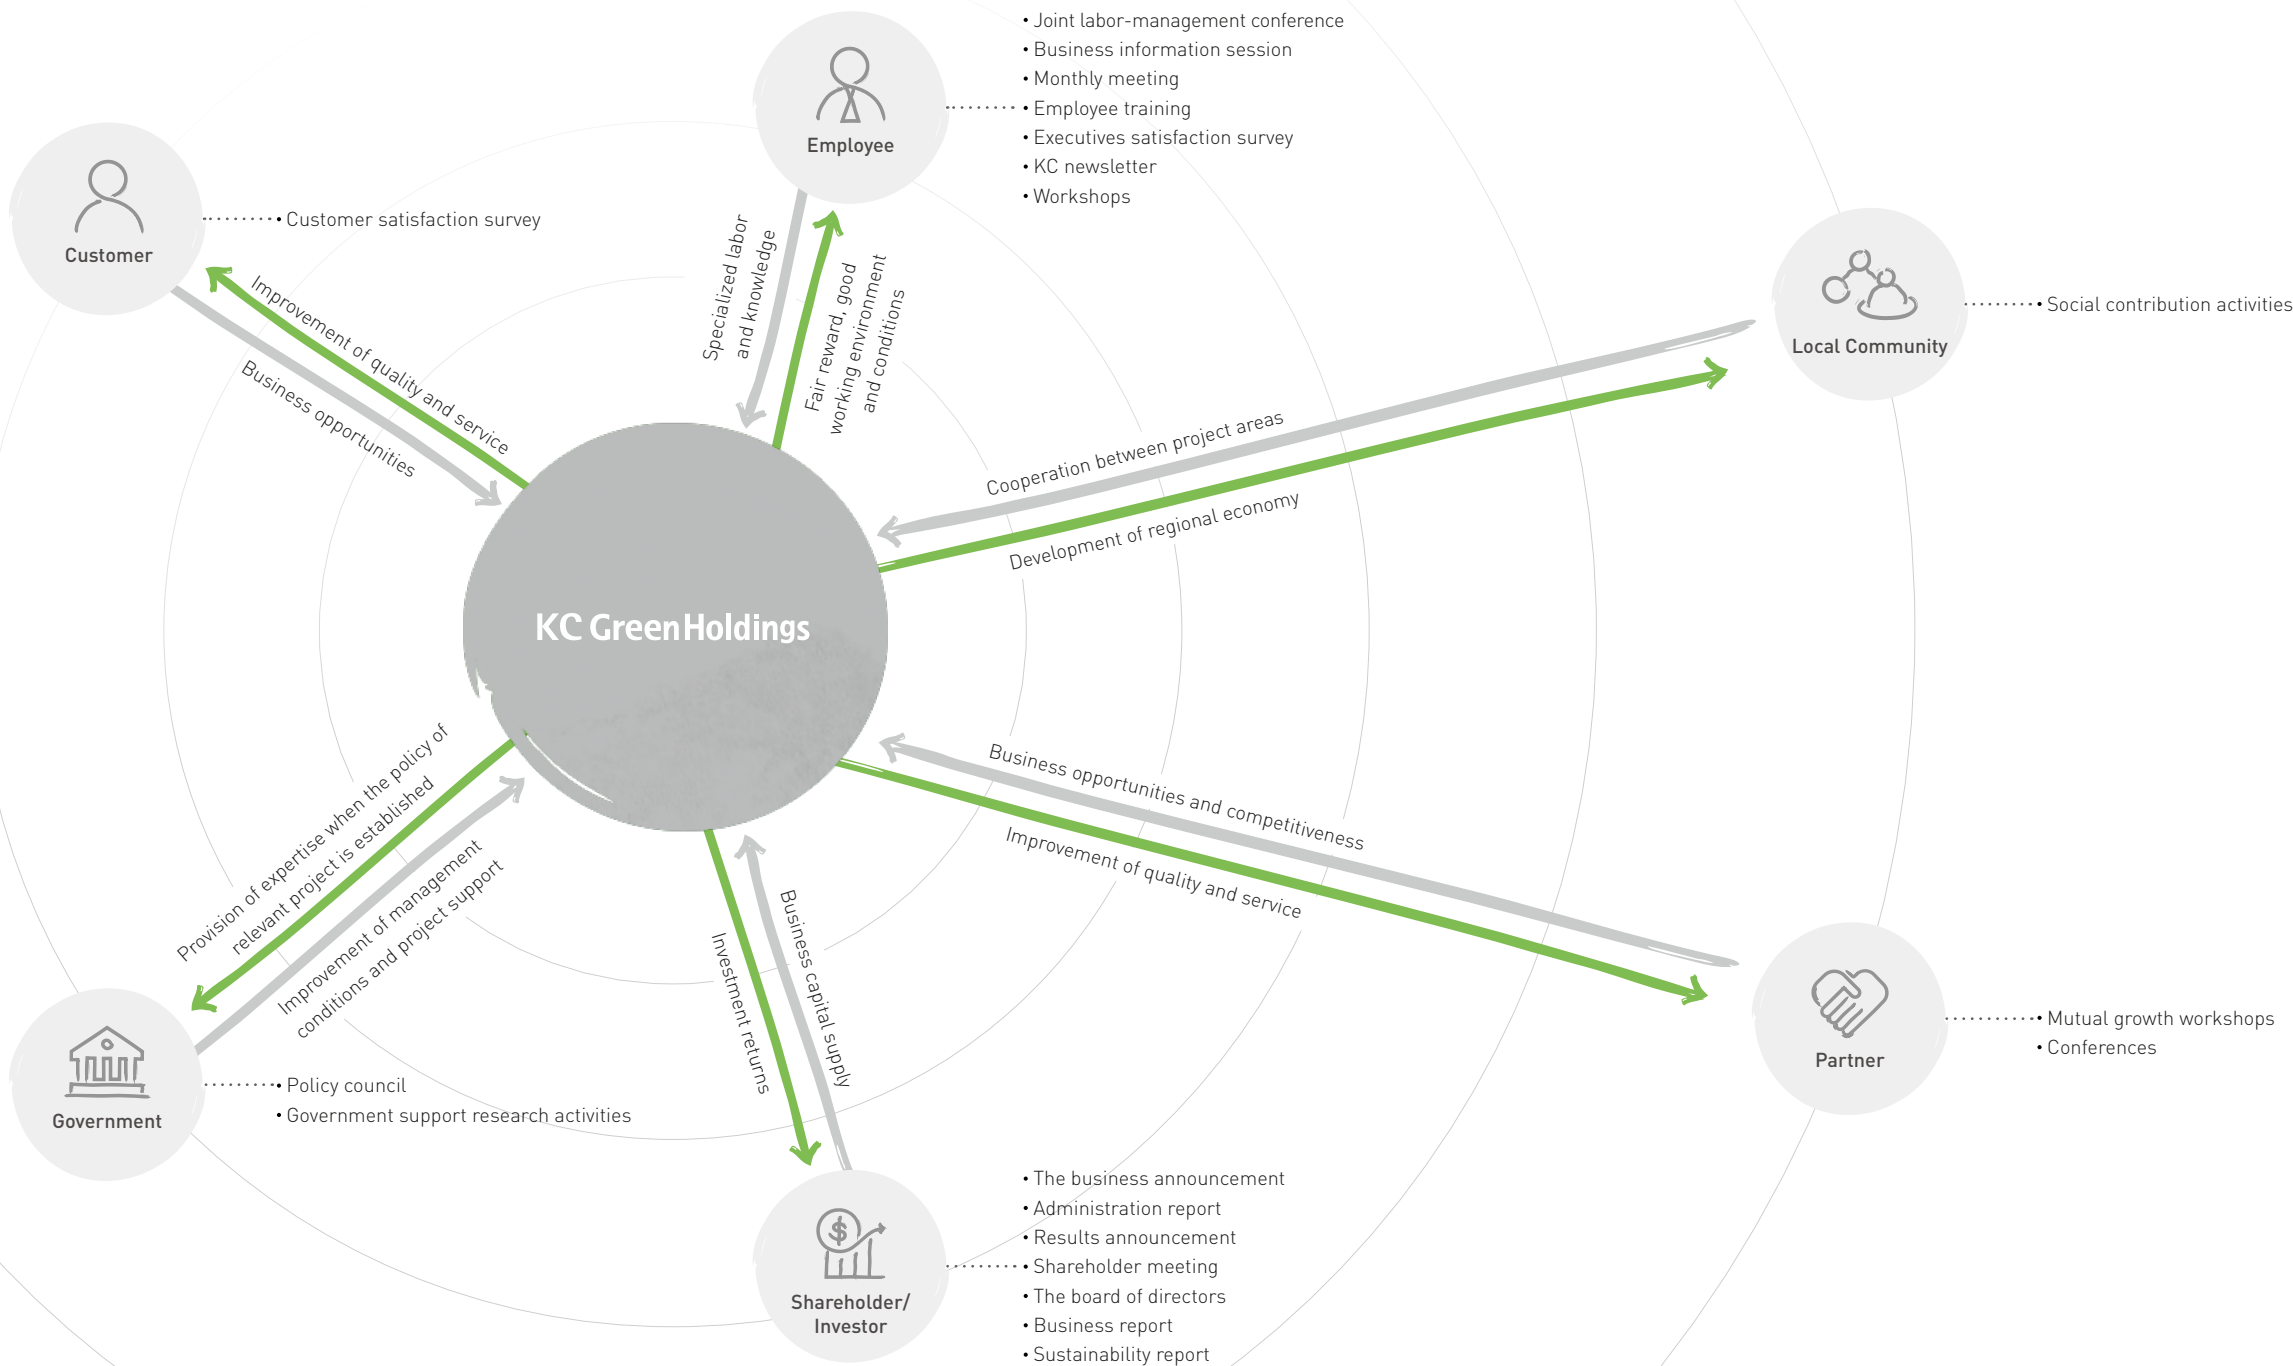 • Joint labor-management conference
• Business information session
• Monthly meeting
• Employee training
• Executives satisfaction survey
• KC newsletter
• Workshops
Employee
Customer
• Customer satisfaction survey
Local Community
• Social contribution activities
Specialized labor
and knowledge
Fair reward, good
working environment
and conditions
Improvement of quality and service
Business opportunities
Cooperation between project areas
Development of regional economy
KC GreenHoldings
Provision of expertise when the policy of
relevant project is established
Improvement of management
conditions and project support
Business opportunities and competitiveness
Improvement of quality and service
Investment returns
Business capital supply
Government
• Policy council
• Government support research activities
Partner
• Mutual growth workshops
• Conferences
Shareholder/
Investor
• The business announcement
• Administration report
• Results announcement
• Shareholder meeting
• The board of directors
• Business report
• Sustainability report